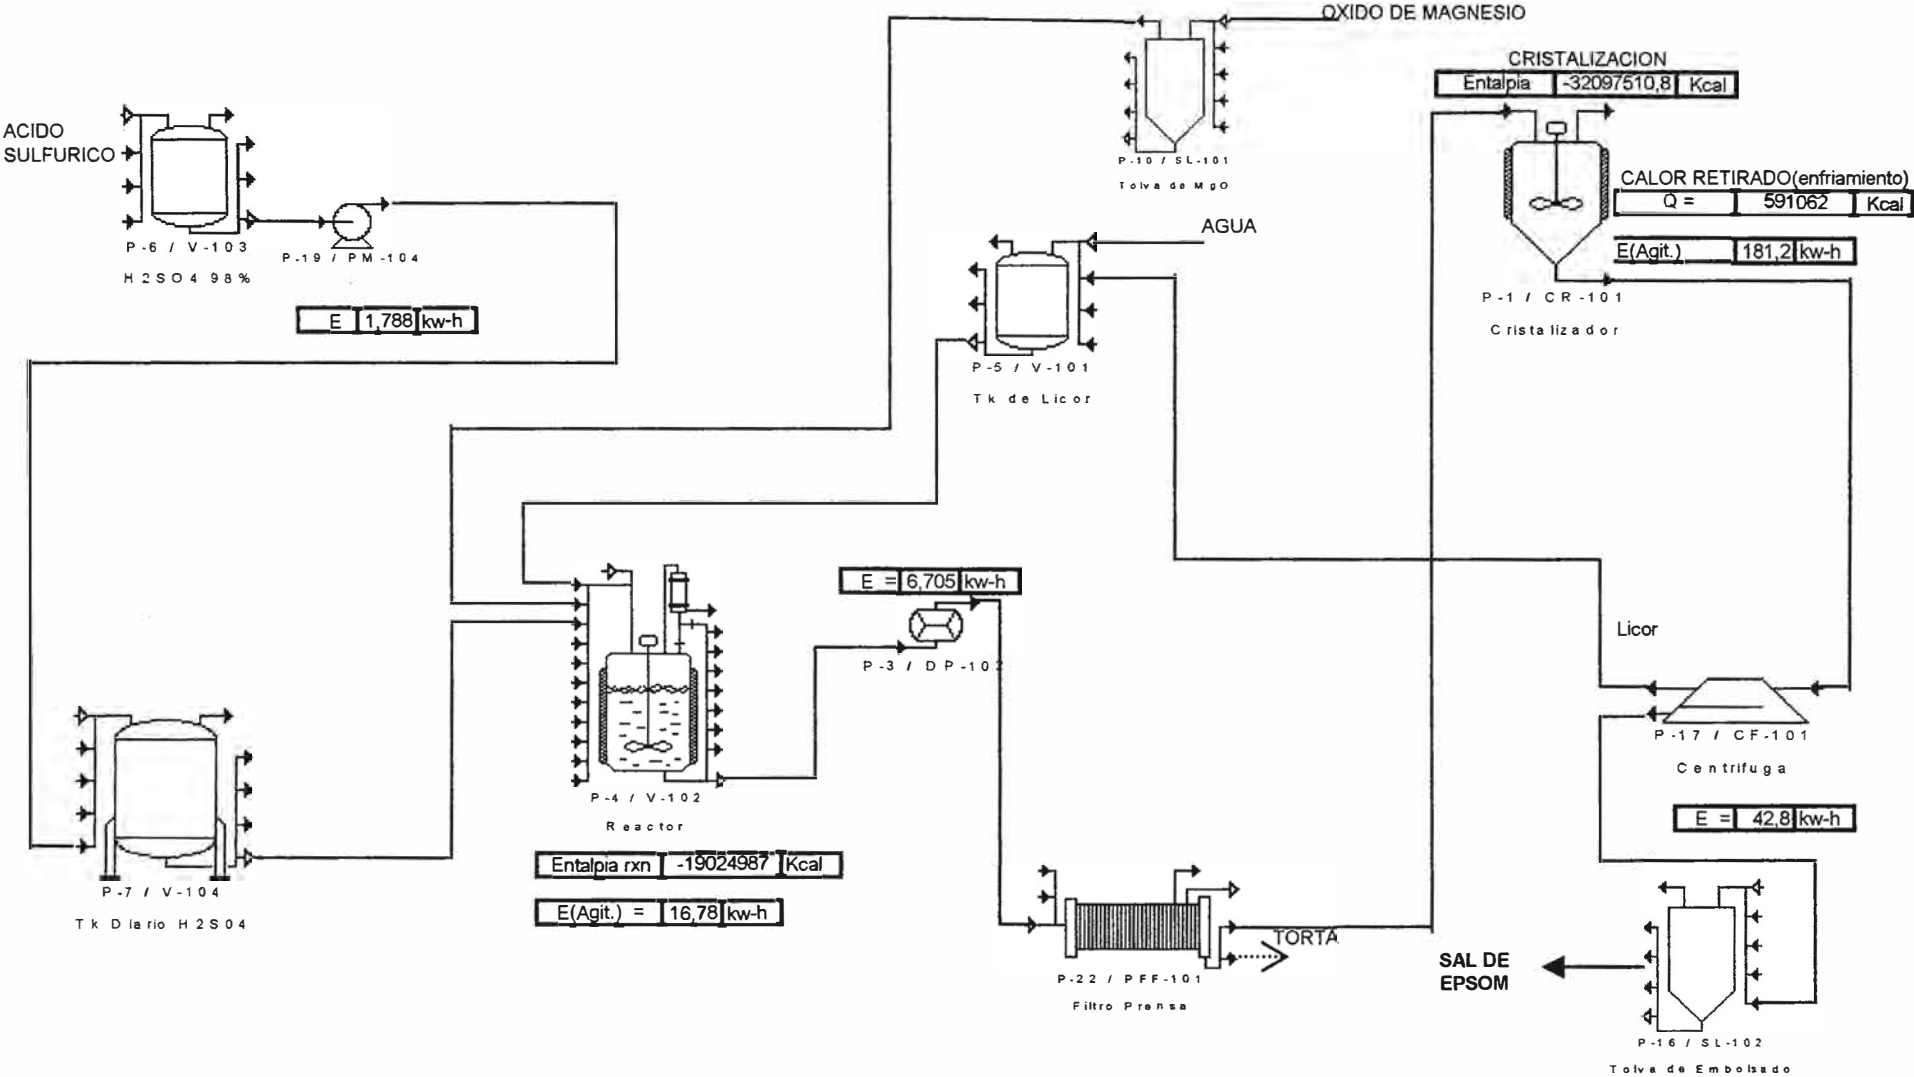 OXIDO DE MAGNESIO
CRISTALIZACION
Entalpia -32097510,8 Kcal
ACIDO
SULFURICO
P-10 / SL-101
Tolva de MgO
CALOR RETIRADO(enfriamiento)
Q = 591062 Kcal
AGUA
P-6 / V-103
H2SO4 98%
P-19 / PM-104
E(Agit.) 181,2 kw-h
P-1 / CR-101
Cristalizador
E 1,788 kw-h
P-5 / V-101
Tk de Licor
E = 6,705 kw-h
Licor
P-3 / DP-102
P-17 / CF-101
Centrifuga
P-4 / V-102
Reactor
E = 42,8 kw-h
Entalpia rxn -19024987 Kcal
P-7 / V-104
Tk Diario H2SO4
E(Agit.) = 16,78 kw-h
TORTA
SAL DE
EPSOM
P-22 / PFF-101
Filtro Prensa
P-16 / SL-102
Tolva de Embolsado